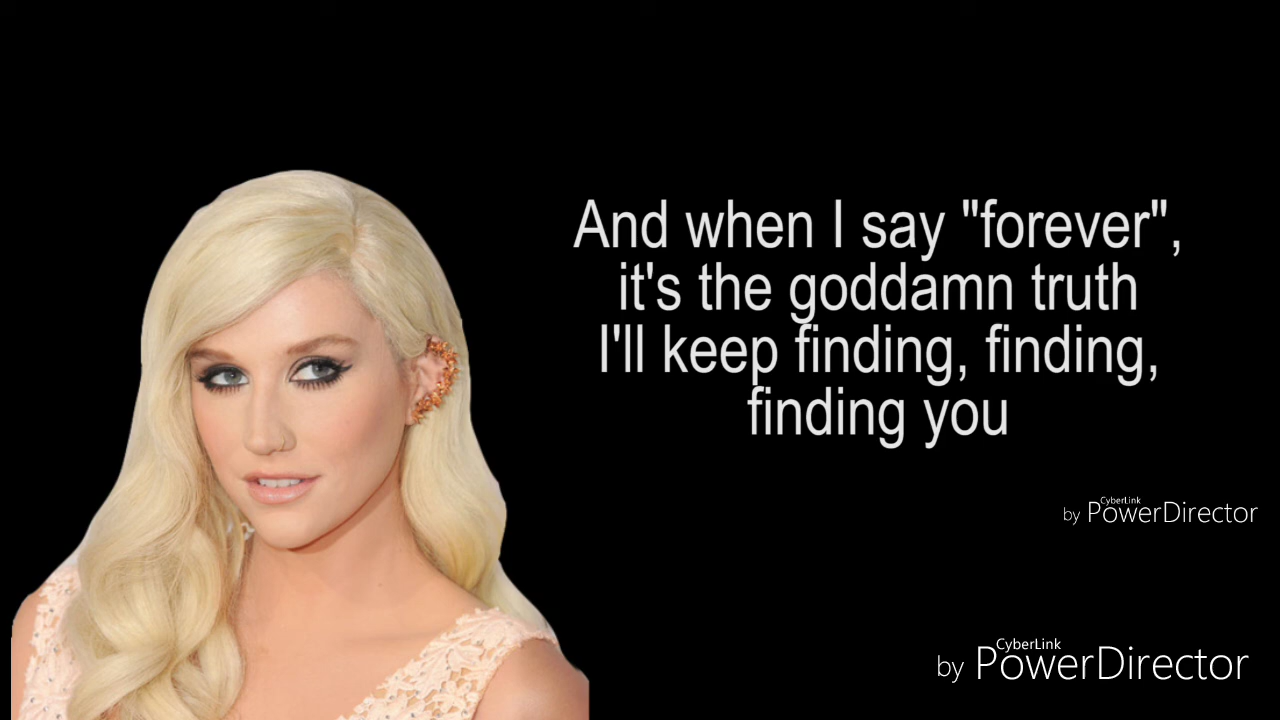 And when I say "forever",
it's the goddamn truth
I'll keep finding, finding,
finding you
CyberLink
by PowerDirector
CyberLink
by PowerDirector